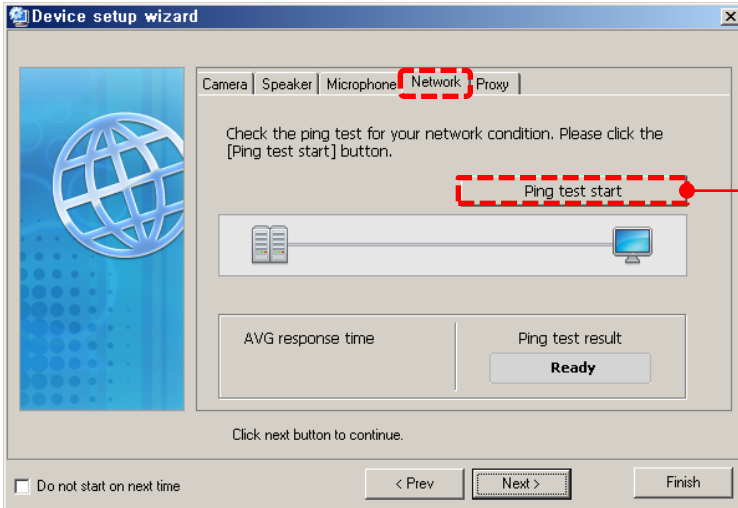 Device setup wizard
Camera Speaker Microphone Network Proxy
Check the ping test for your network condition. Please click the
[Ping test start] button.
Ping test start
AVG response time
Ping test result
Ready
Click next button to continue.
Do not start on next time
< Prev
Next >
Finish